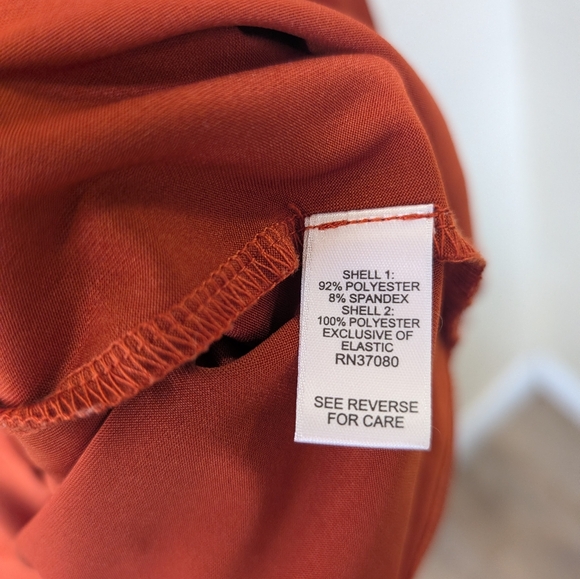 SHELL 1:
92% POLYESTER
8% SPANDEX
SHELL 2:
100% POLYESTER
EXCLUSIVE OF
ELASTIC
RN37080
SEE REVERSE
FOR CARE